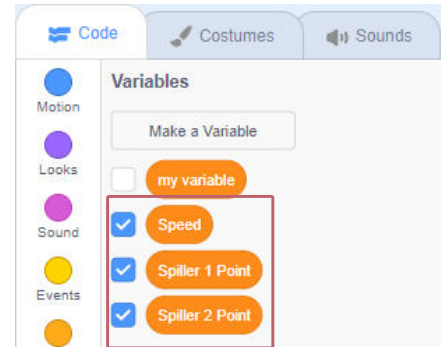 Code
Costumes
Sounds
Motion
Looks
Sound
Events
Variables
Make a Variable
my variable
Speed
Spiller 1 Point
Spiller 2 Point